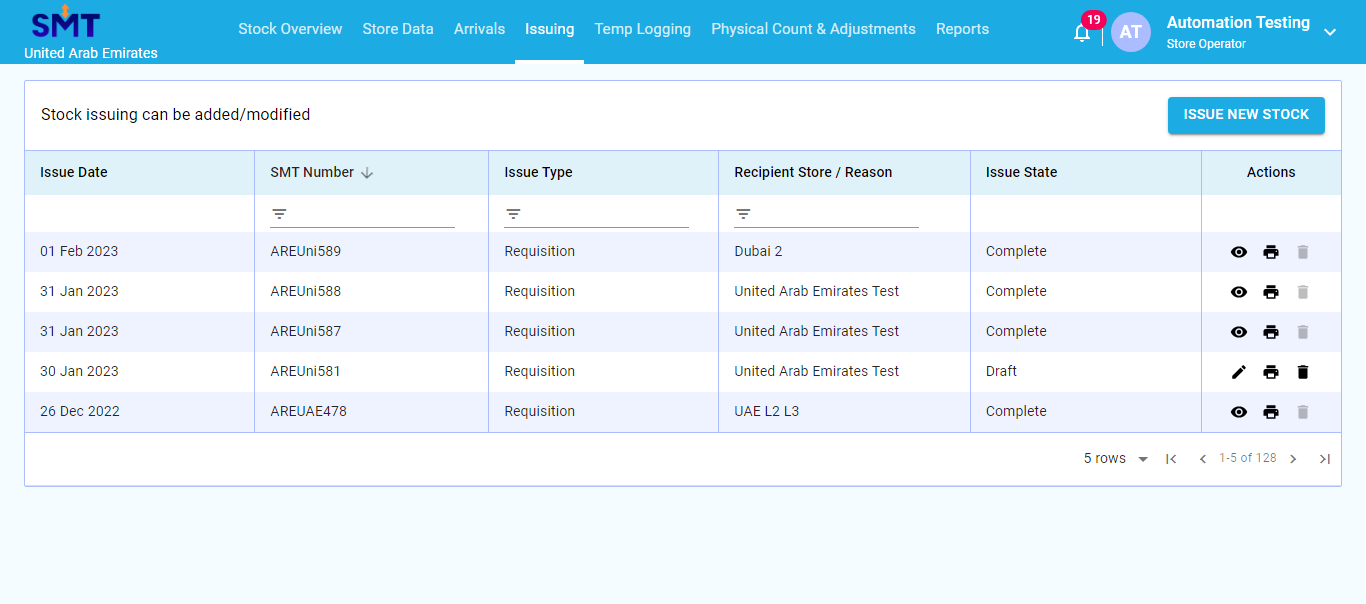 SMT
United Arab Emirates
Stock Overview Store Data Arrivals Issuing Temp Logging Physical Count & Adjustments Reports
19
AT
Automation Testing
Store Operator
Stock issuing can be added/modified
ISSUE NEW STOCK
Issue Date SMT Number Issue Type Recipient Store / Reason Issue State Actions
01 Feb 2023 AREUni589 Requisition Dubai 2 Complete
31 Jan 2023 AREUni588 Requisition United Arab Emirates Test Complete
31 Jan 2023 AREUni587 Requisition United Arab Emirates Test Complete
30 Jan 2023 AREUni581 Requisition United Arab Emirates Test Draft
26 Dec 2022 AREUAE478 Requisition UAE L2 L3 Complete
5 rows 1-5 of 128